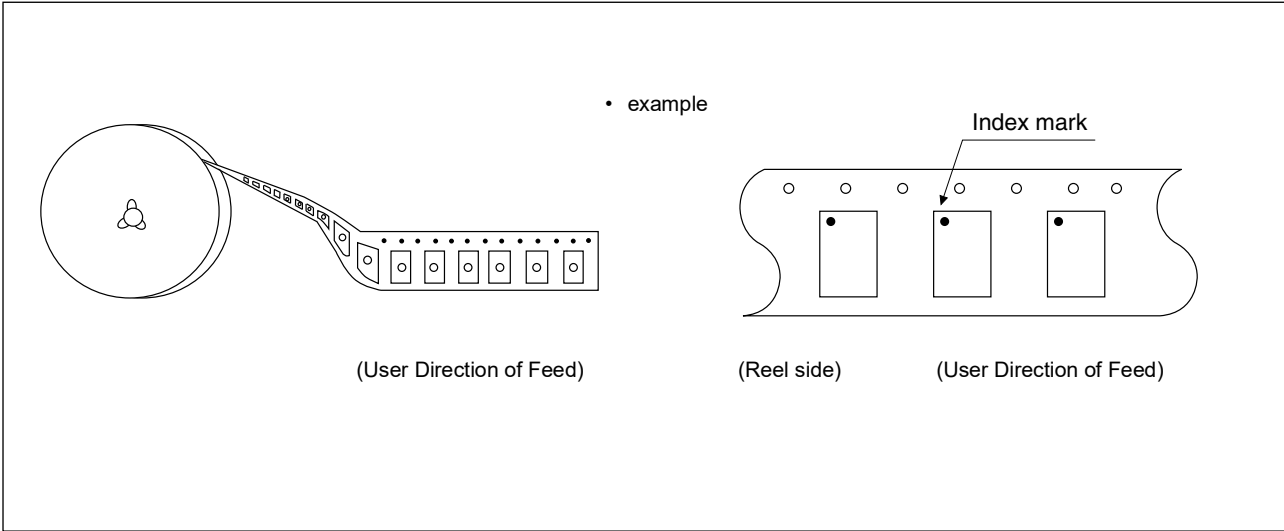 • example
Index mark
(User Direction of Feed)
(Reel side)
(User Direction of Feed)